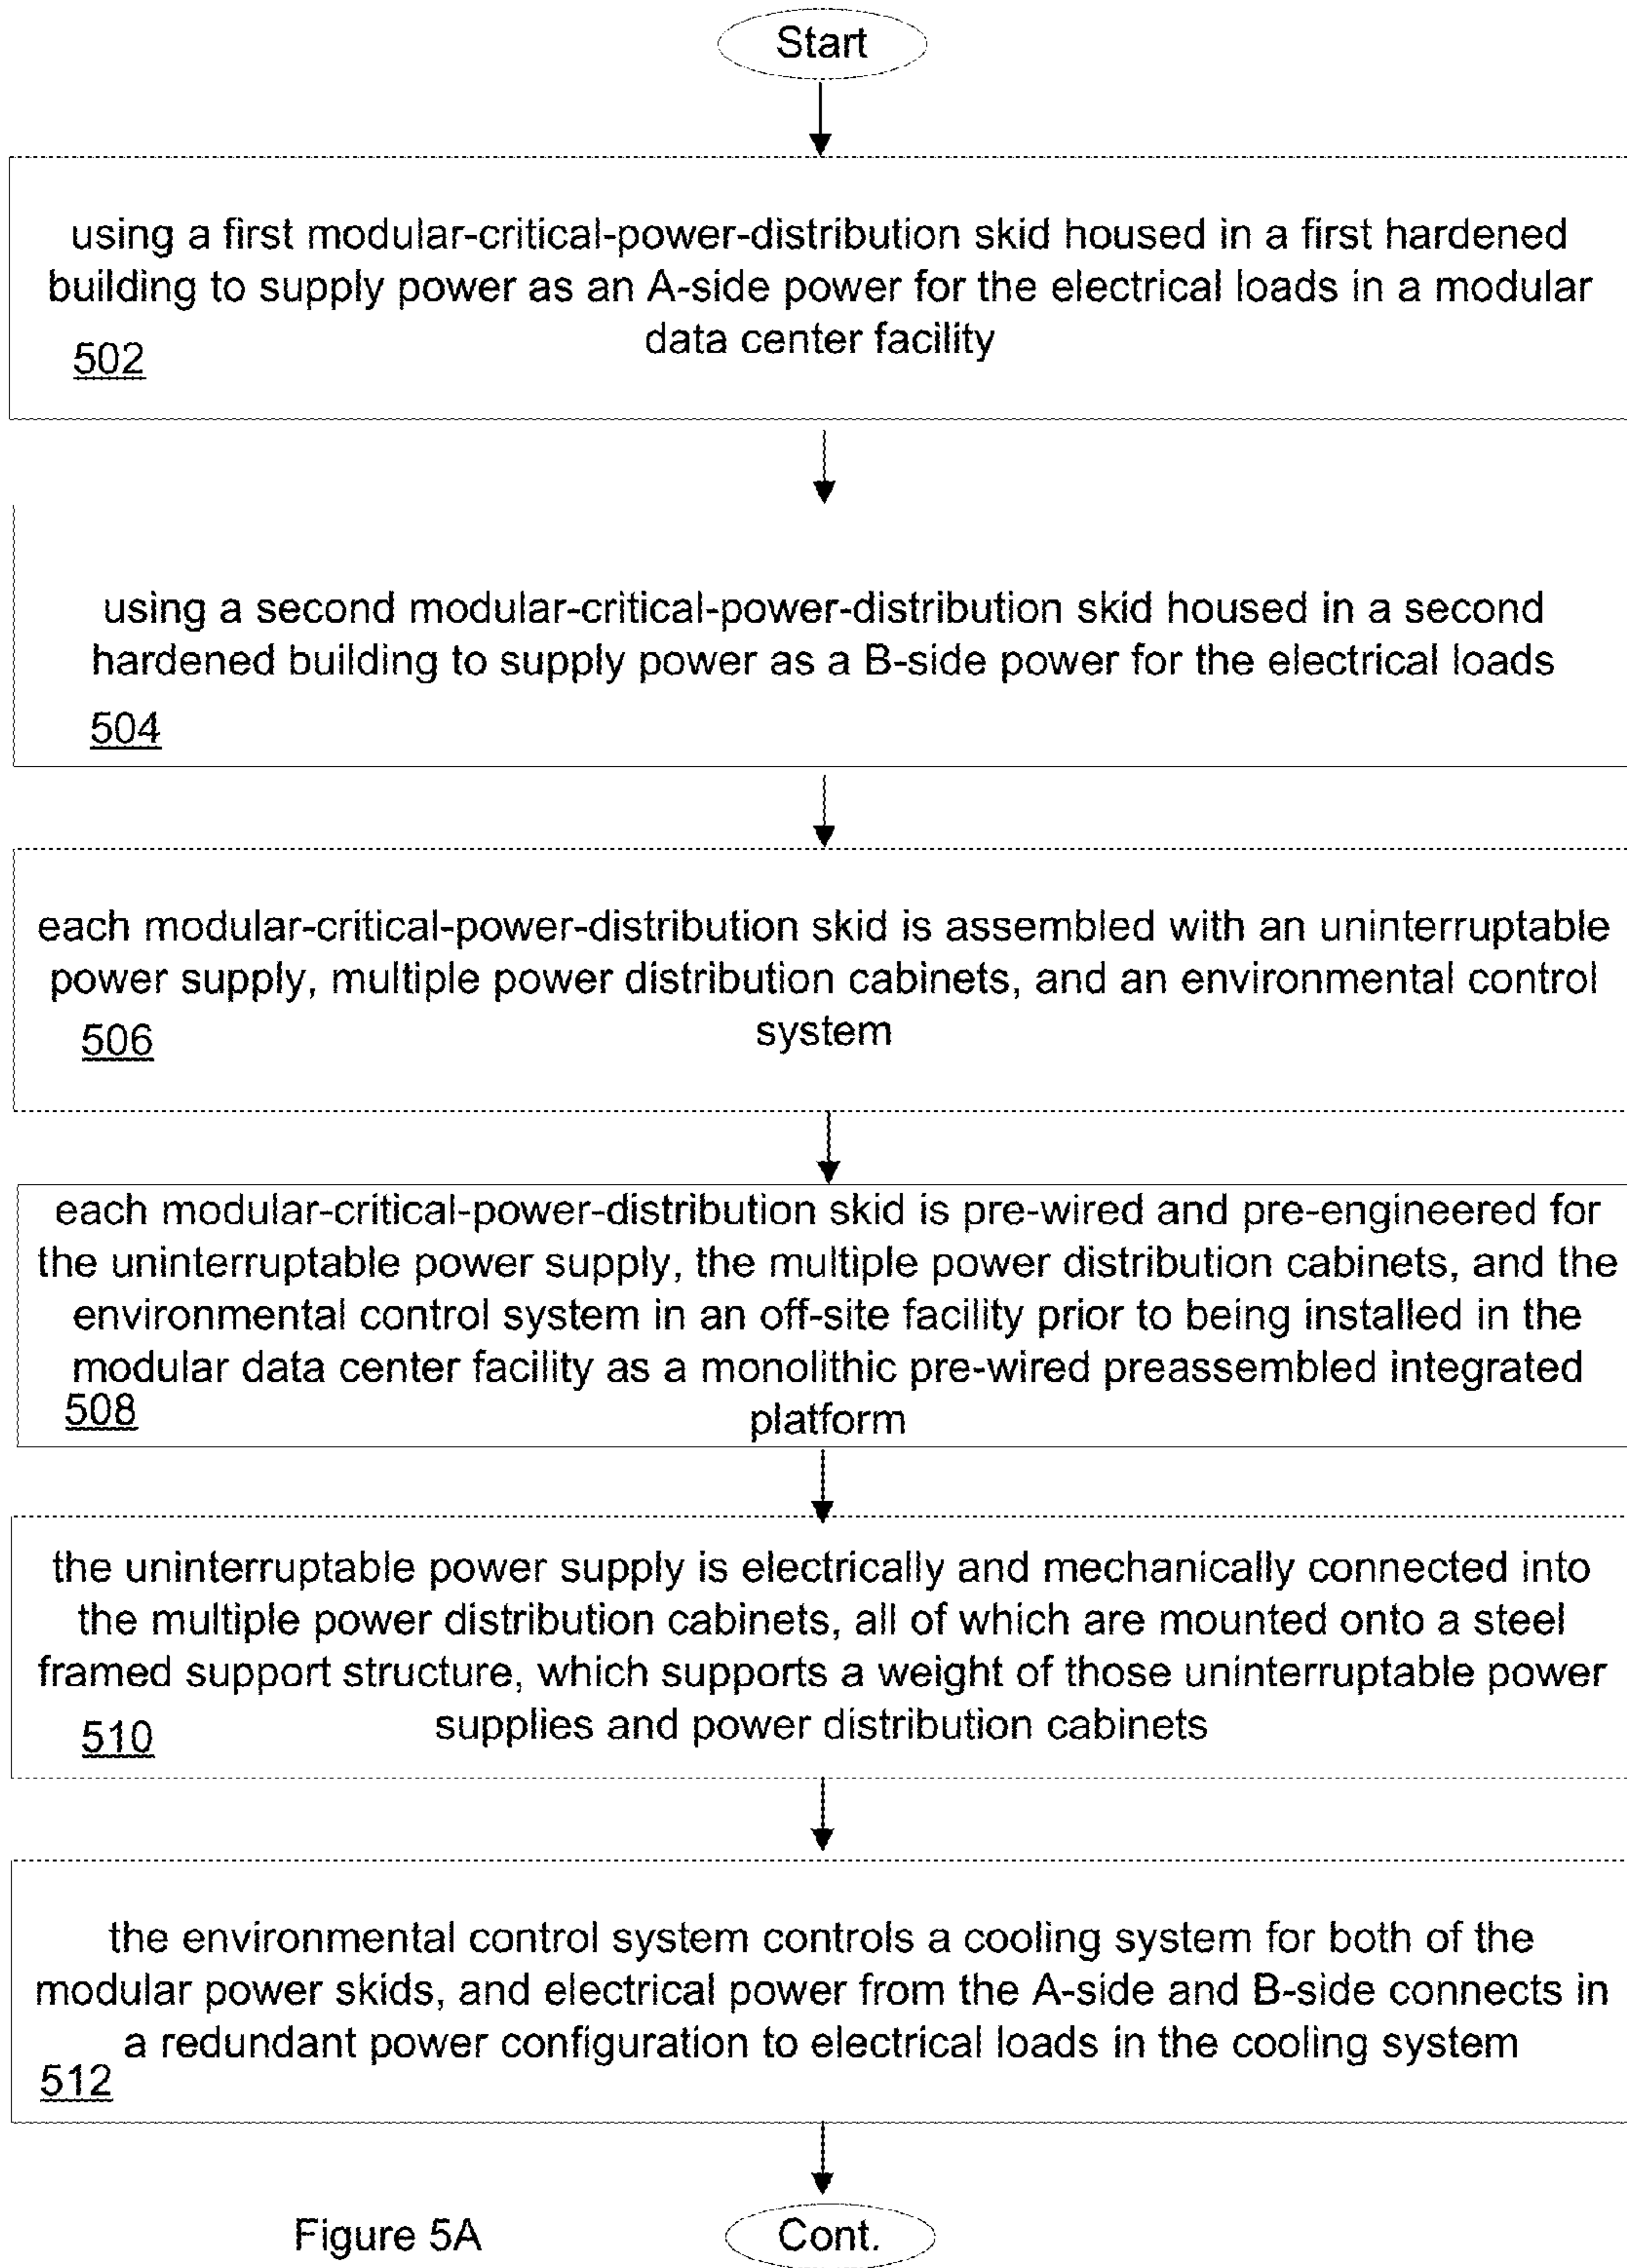 Start
using a first modular-critical-power-distribution skid housed in a first hardened
building to supply power as an A-side power for the electrical loads in a modular
data center facility
502
using a second modular-critical-power-distribution skid housed in a second
hardened building to supply power as a B-side power for the electrical loads
504
each modular-critical-power-distribution skid is assembled with an uninterruptable
power supply, multiple power distribution cabinets, and an environmental control
system
506
each modular-critical-power-distribution skid is pre-wired and pre-engineered for
the uninterruptable power supply, the multiple power distribution cabinets, and the
environmental control system in an off-site facility prior to being installed in the
modular data center facility as a monolithic pre-wired preassembled integrated
508
platform
the uninterruptable power supply is electrically and mechanically connected into
the multiple power distribution cabinets, all of which are mounted onto a steel
framed support structure, which supports a weight of those uninterruptable power
510 supplies and power distribution cabinets
the environmental control system controls a cooling system for both of the
modular power skids, and electrical power from the A-side and B-side connects in
a redundant power configuration to electrical loads in the cooling system
512
Figure 5A
Cont.